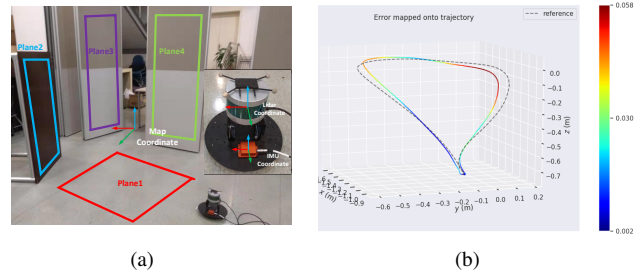 Plane2
Plane3
Plane4
Lidar
Coordinate
Map
Coordinate
IMU
Coordinate
Plane1
(a)
Error mapped onto trajectory
reference
0.058
0.030
0.002
0.0
−0.1
−0.2
−0.3
−0.4
−0.5
−0.6
−0.7
z (m)
x (m)
−0.5 −0.4 −0.3 −0.2 −0.1 0.0 0.1 0.2
y (m)
(b)